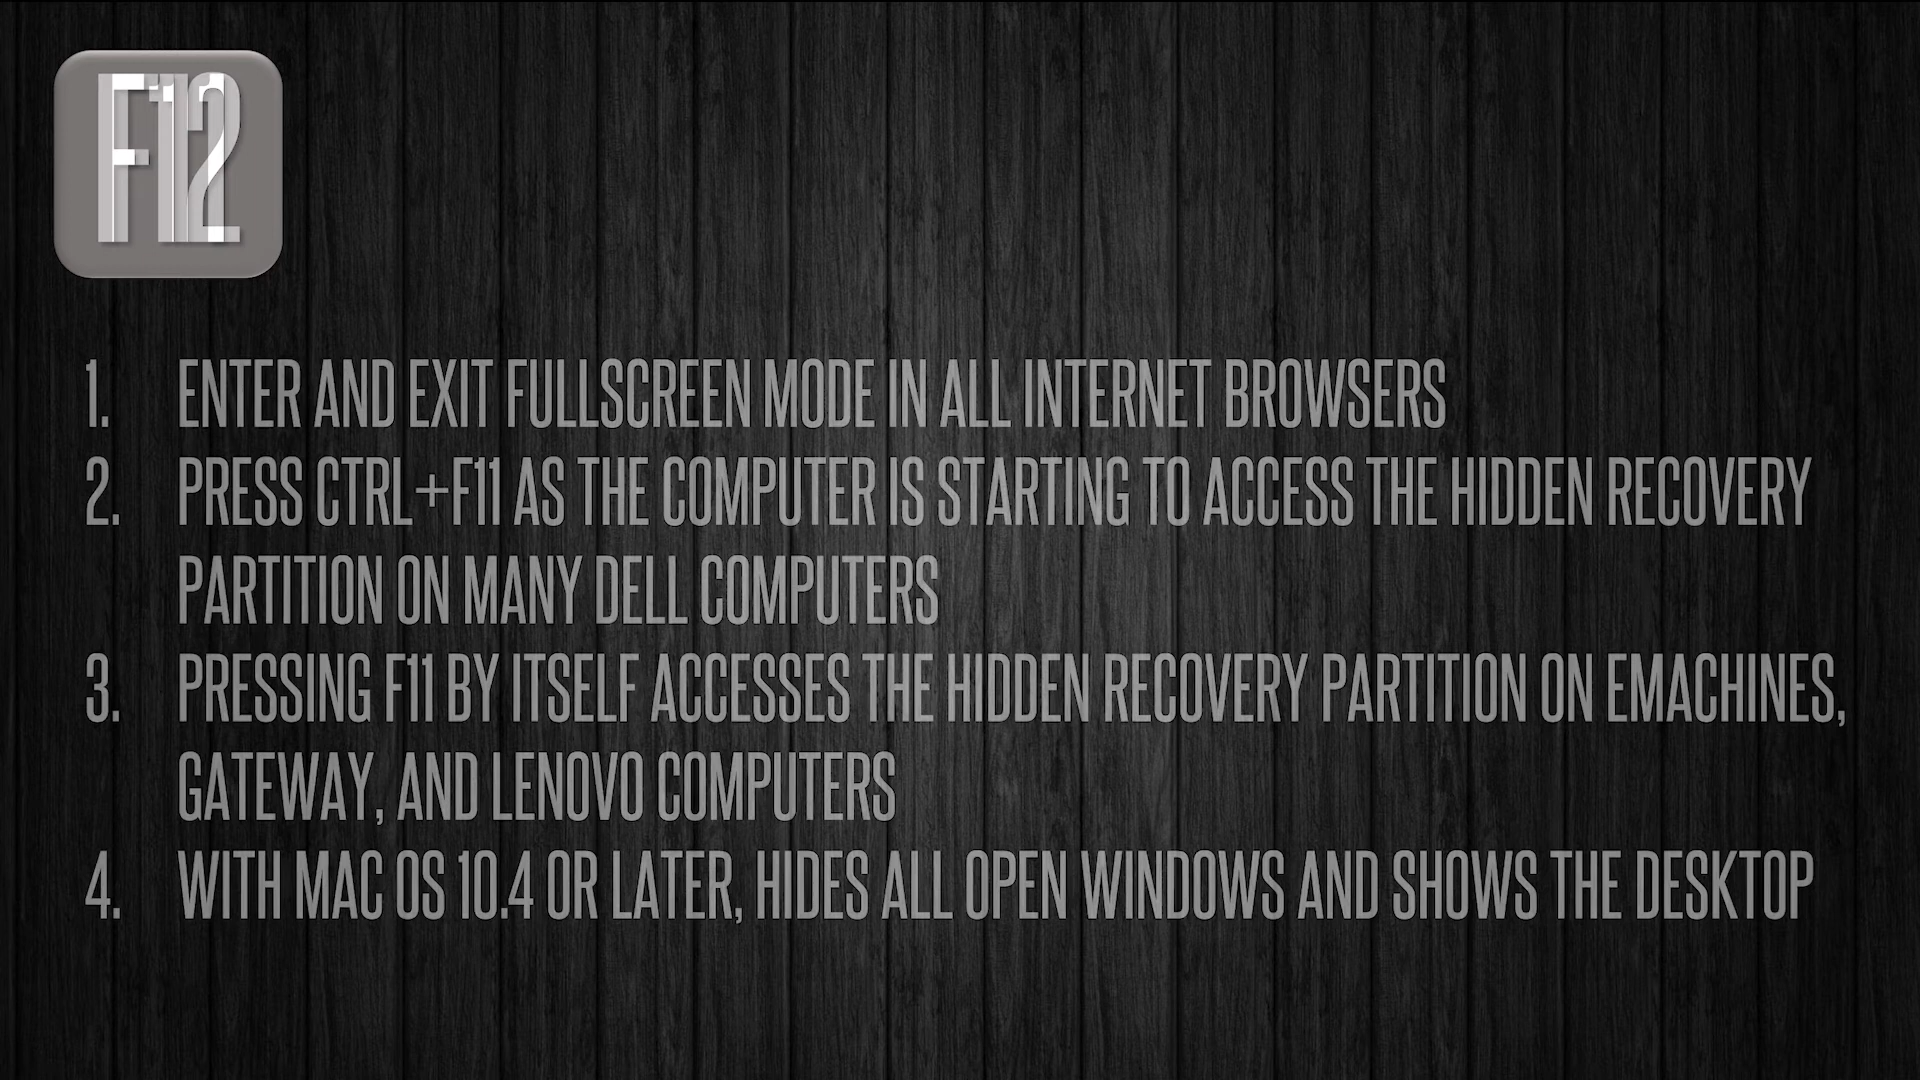 F12
1. ENTER AND EXIT FULLSCREEN MODE IN ALL INTERNET BROWSERS
2. PRESS CTRL+F11 AS THE COMPUTER IS STARTING TO ACCESS THE HIDDEN RECOVERY
PARTITION ON MANY DELL COMPUTERS
3. PRESSING F11 BY ITSELF ACCESSES THE HIDDEN RECOVERY PARTITION ON EMACHINES,
GATEWAY, AND LENOVO COMPUTERS
4. WITH MAC OS 10.4 OR LATER, HIDES ALL OPEN WINDOWS AND SHOWS THE DESKTOP